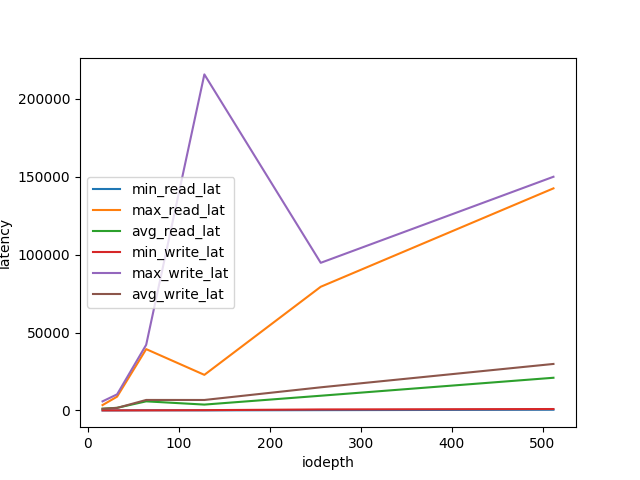 200000
150000
100000
50000
0
latency
min_read_lat
max_read_lat
avg_read_lat
min_write_lat
max_write_lat
avg_write_lat
0 100 200 300 400 500
iodepth